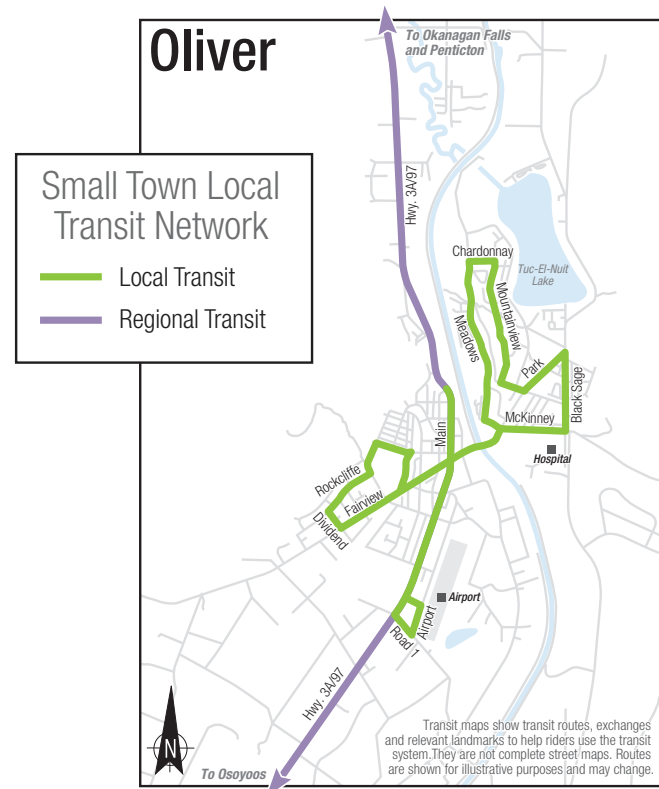 Oliver
To Okanagan Falls
and Penticton
Small Town Local
Transit Network
Local Transit
Regional Transit
Hwy. 3A/97
Chardonnay
Tuc-El-Nuit
Lake
Mountainview
Meadows
Park
Black Sage
McKinney
Main
Hospital
Rockcliffe
Fairview
Dividend
Airport
Airport
Road 1
Hwy. 3A/97
N
To Osoyoos
Transit maps show transit routes, exchanges
and relevant landmarks to help riders use the transit
system.They are not complete street maps. Routes
are shown for illustrative purposes and may change.